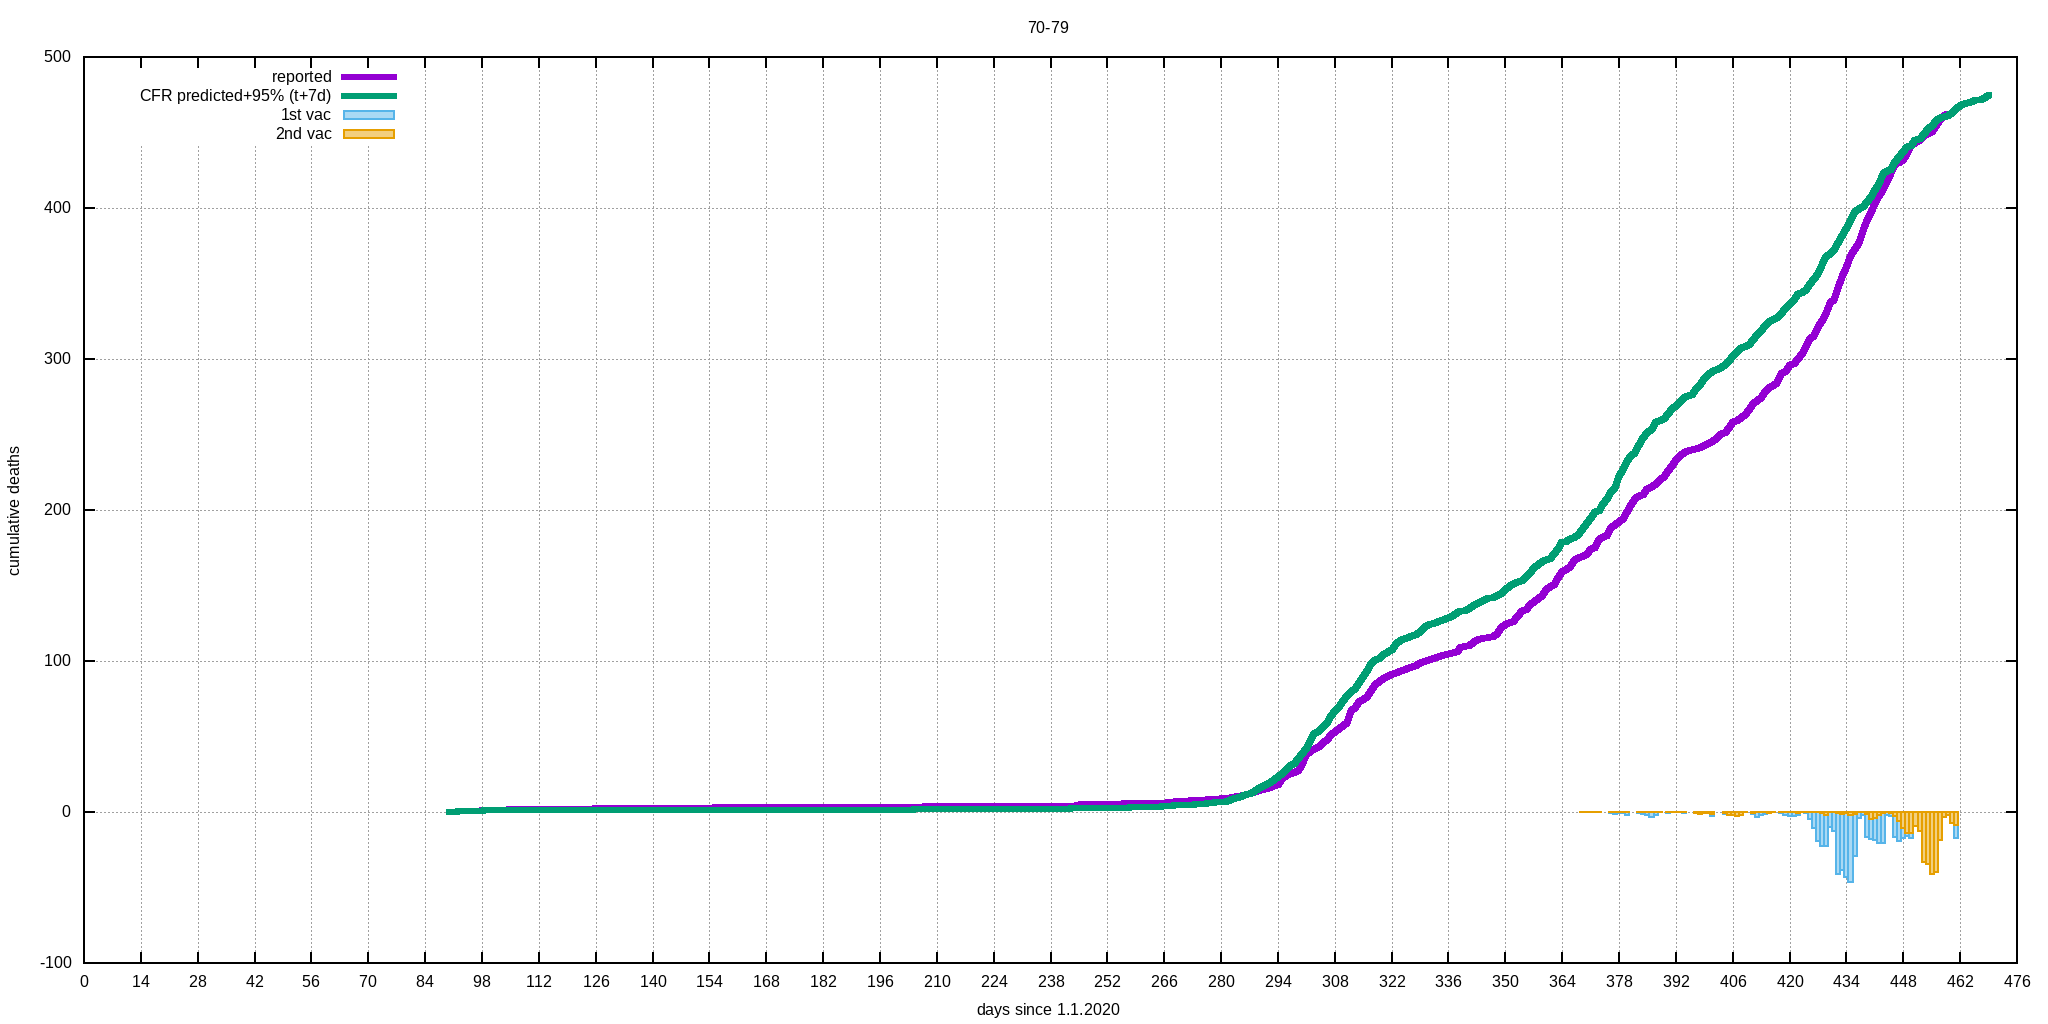 70-79
500
400
300
200
100
0
-100
cumulative deaths
reported
CFR predicted+95% (t+7d)
1st vac
2nd vac
0 14 28 42 56 70 84 98 112 126 140 154 168 182 196 210 224 238 252 266 280 294 308 322 336 350 364 378 392 406 420 434 448 462 476
days since 1.1.2020